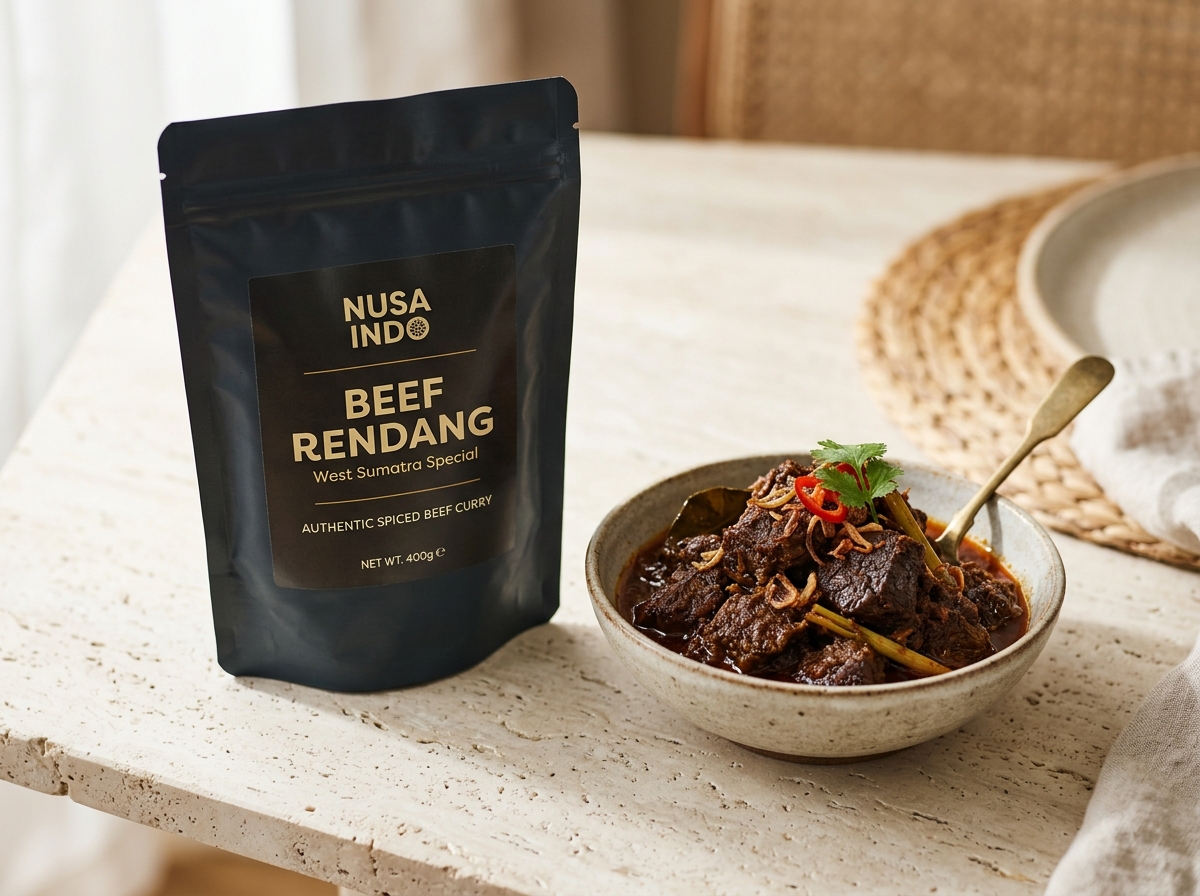 NUSA
INDO
BEEF
RENDANG
West Sumatra Special
AUTHENTIC SPICED BEEF CURRY
NET WT. 400g ℮